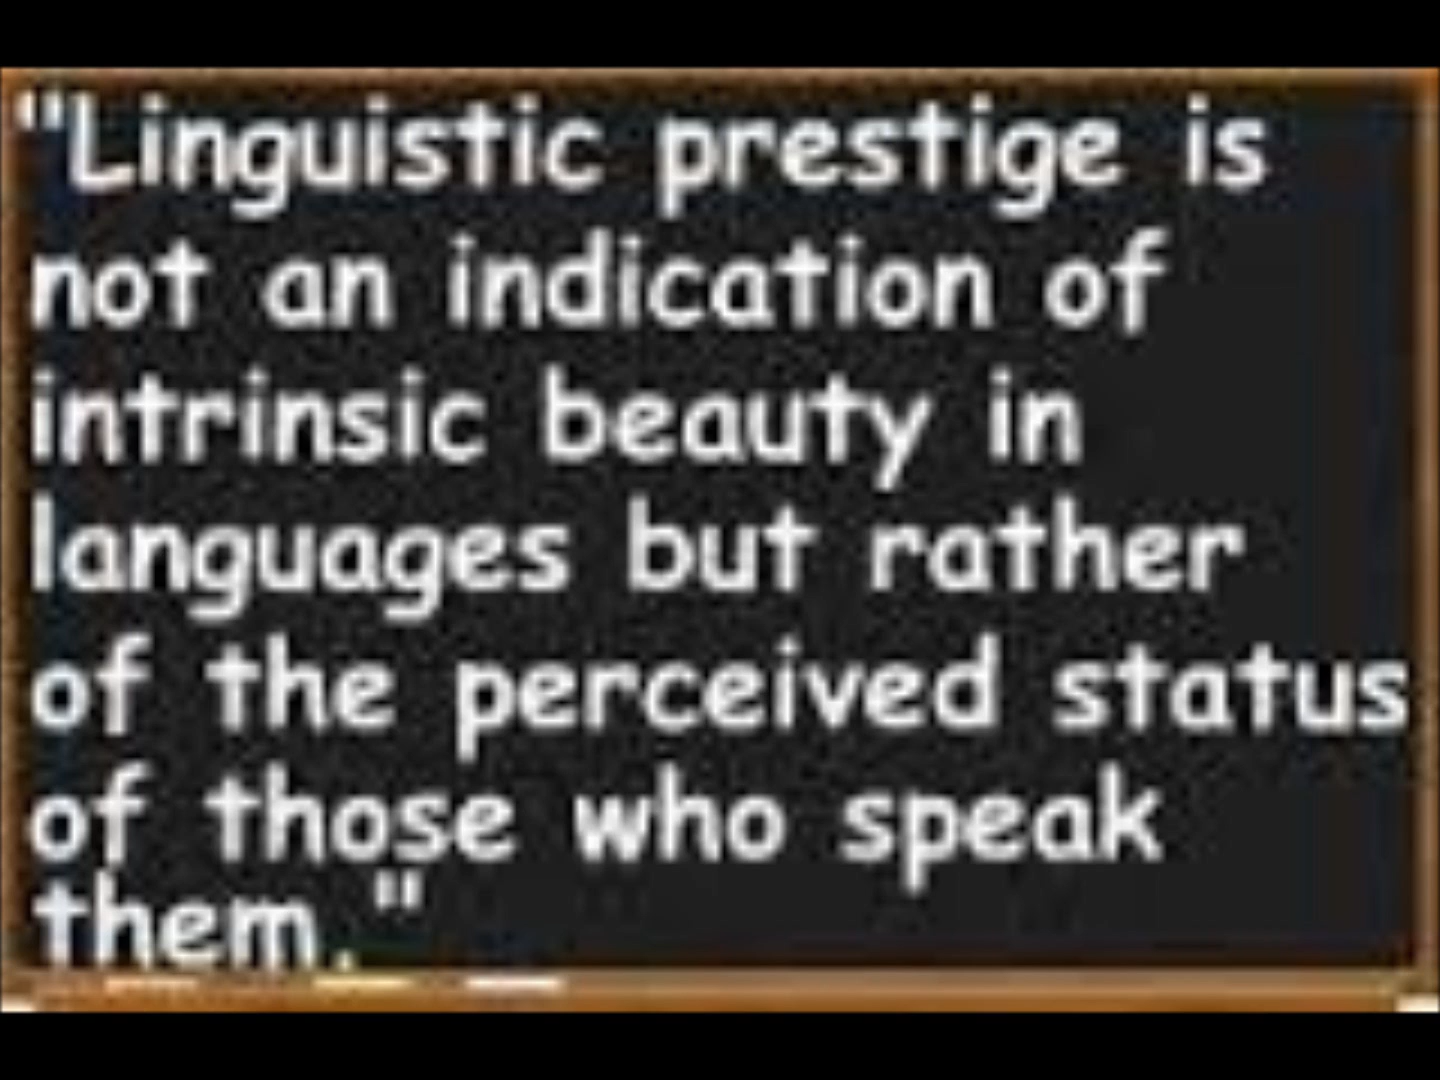 "Linguistic prestige is
not an indication of
intrinsic beauty in
languages but rather
of the perceived status
of those who speak
them."